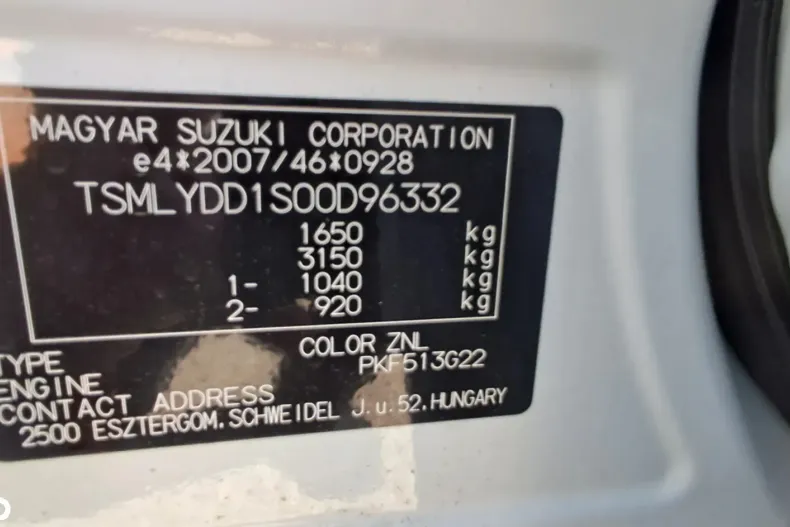 MAGYAR SUZUKI CORPORATION
e4*2007/46*0928
TSMLYDD1S00D96332
1650 kg
3150 kg
1- 1040 kg
2- 920 kg
COLOR ZNL
TYPE PKF513G22
ENGINE
CONTACT ADDRESS
2500 ESZTERGOM, SCHWEIDEL J.u.52. HUNGARY